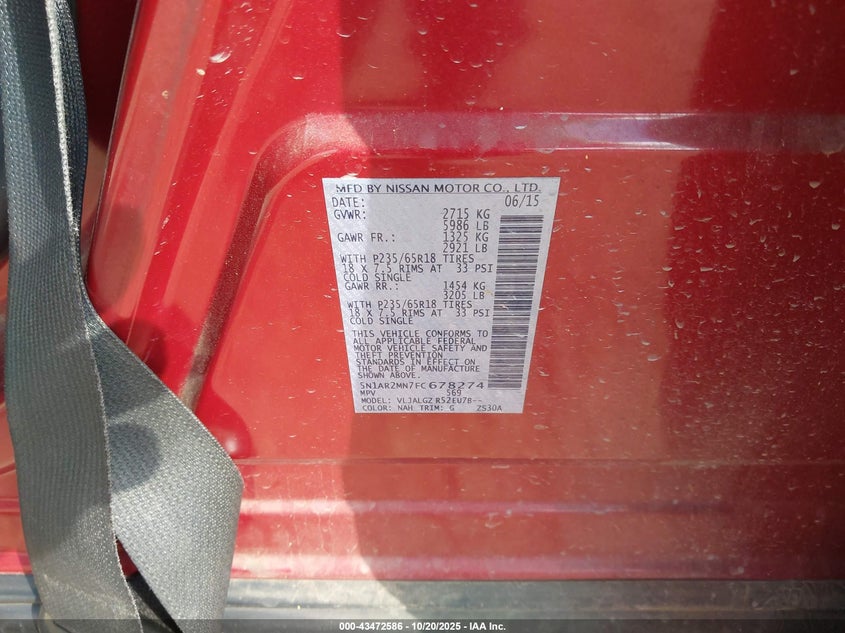 MFD BY NISSAN MOTOR CO., LTD.
DATE: 06/15
GVWR: 2715 KG
5986 LB
GAWR FR.: 1325 KG
2921 LB
WITH P235/65R18 TIRES
18 X 7.5 RIMS AT 33 PSI
COLD SINGLE
GAWR RR.: 1454 KG
3205 LB
WITH P235/65R18 TIRES
18 X 7.5 RIMS AT 33 PSI
COLD SINGLE
THIS VEHICLE CONFORMS TO
ALL APPLICABLE FEDERAL
MOTOR VEHICLE SAFETY AND
THEFT PREVENTION
STANDARDS IN EFFECT ON
THE DATE OF MANUFACTURE
SHOWN ABOVE.
5N1AR2MN7FC678274
MPV 569
MODEL: VLJALGZ R52EU7B--
COLOR: NAH TRIM: G ZS30A
000-43472586 - 10/20/2025 - IAA Inc.